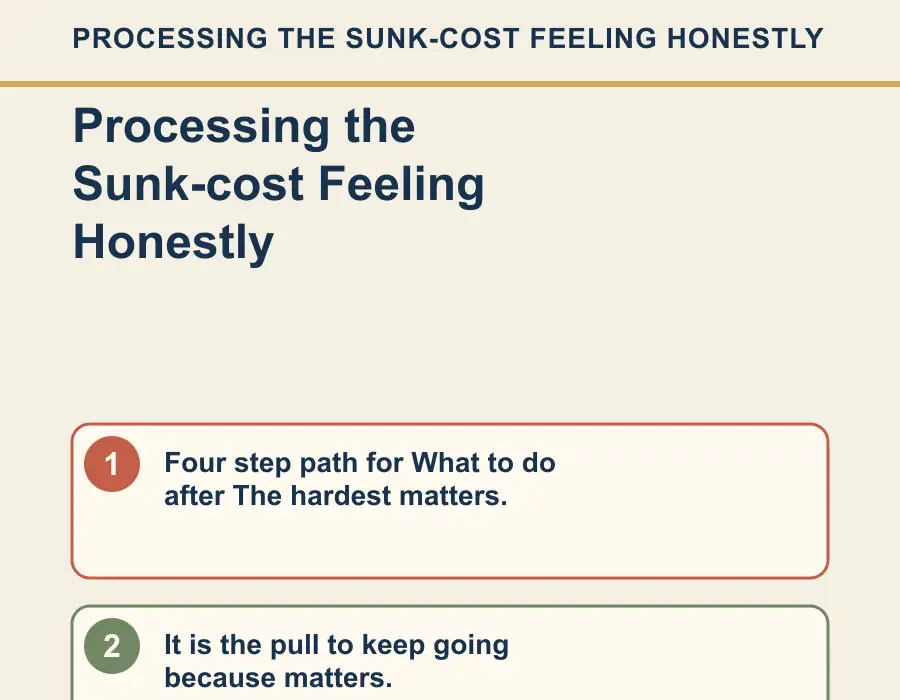 PROCESSING THE SUNK-COST FEELING HONESTLY
Processing the
Sunk-cost Feeling
Honestly
1
Four step path for What to do
after The hardest matters.
2
It is the pull to keep going
because matters.